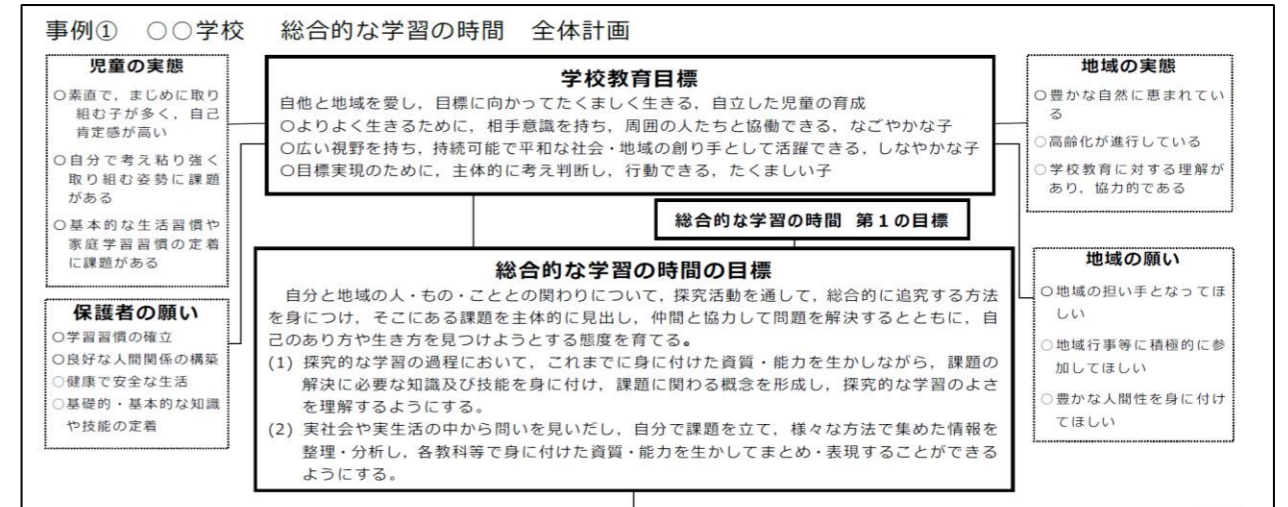 事例① ○○学校 総合的な学習の時間 全体計画
児童の実態
○素直で，まじめに取り
組む子が多く，自己
肯定感が高い
○自分で考え粘り強く
取り組む姿勢に課題
がある
○基本的な生活習慣や
家庭学習習慣の定着
に課題がある
保護者の願い
○学習習慣の確立
○良好な人間関係の構築
○健康で安全な生活
○基礎的・基本的な知識
や技能の定着
学校教育目標
自他と地域を愛し，目標に向かってたくましく生きる，自立した児童の育成
○よりよく生きるために，相手意識を持ち，周囲の人たちと協働できる，なごやかな子
○広い視野を持ち，持続可能で平和な社会・地域の創り手として活躍できる，しなやかな子
○目標実現のために，主体的に考え判断し，行動できる，たくましい子
総合的な学習の時間 第１の目標
総合的な学習の時間の目標
自分と地域の人・もの・こととの関わりについて，探究活動を通して，総合的に追究する方法
を身につけ，そこにある課題を主体的に見出し，仲間と協力して問題を解決するとともに，自
己のあり方や生き方を見つけようとする態度を育てる。
(1) 探究的な学習の過程において，これまでに身に付けた資質・能力を生かしながら，課題の
解決に必要な知識及び技能を身に付け，課題に関わる概念を形成し，探究的な学習のよさ
を理解するようにする。
(2) 実社会や実生活の中から問いを見いだし，自分で課題を立て，様々な方法で集めた情報を
整理・分析し，各教科等で身に付けた資質・能力を生かしてまとめ・表現することができる
ようにする。
地域の実態
○豊かな自然に恵まれてい
る
○高齢化が進行している
○学校教育に対する理解が
あり，協力的である
地域の願い
○地域の担い手となってほ
しい
○地域行事等に積極的に参
加してほしい
○豊かな人間性を身に付け
てほしい